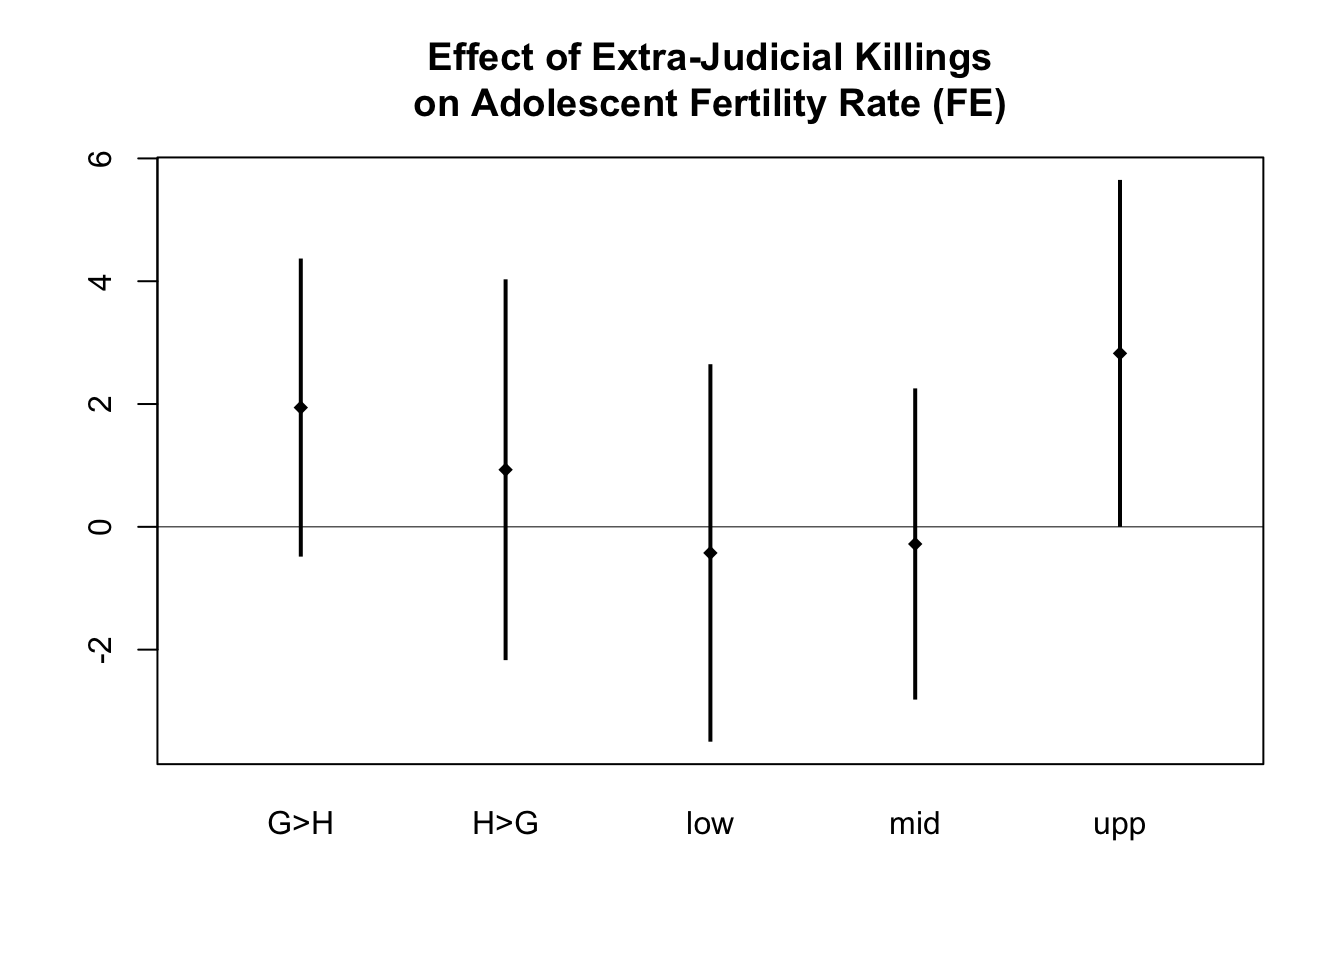 Effect of Extra-Judicial Killings
on Adolescent Fertility Rate (FE)
6
4
2
0
-2
G>H H>G low mid upp